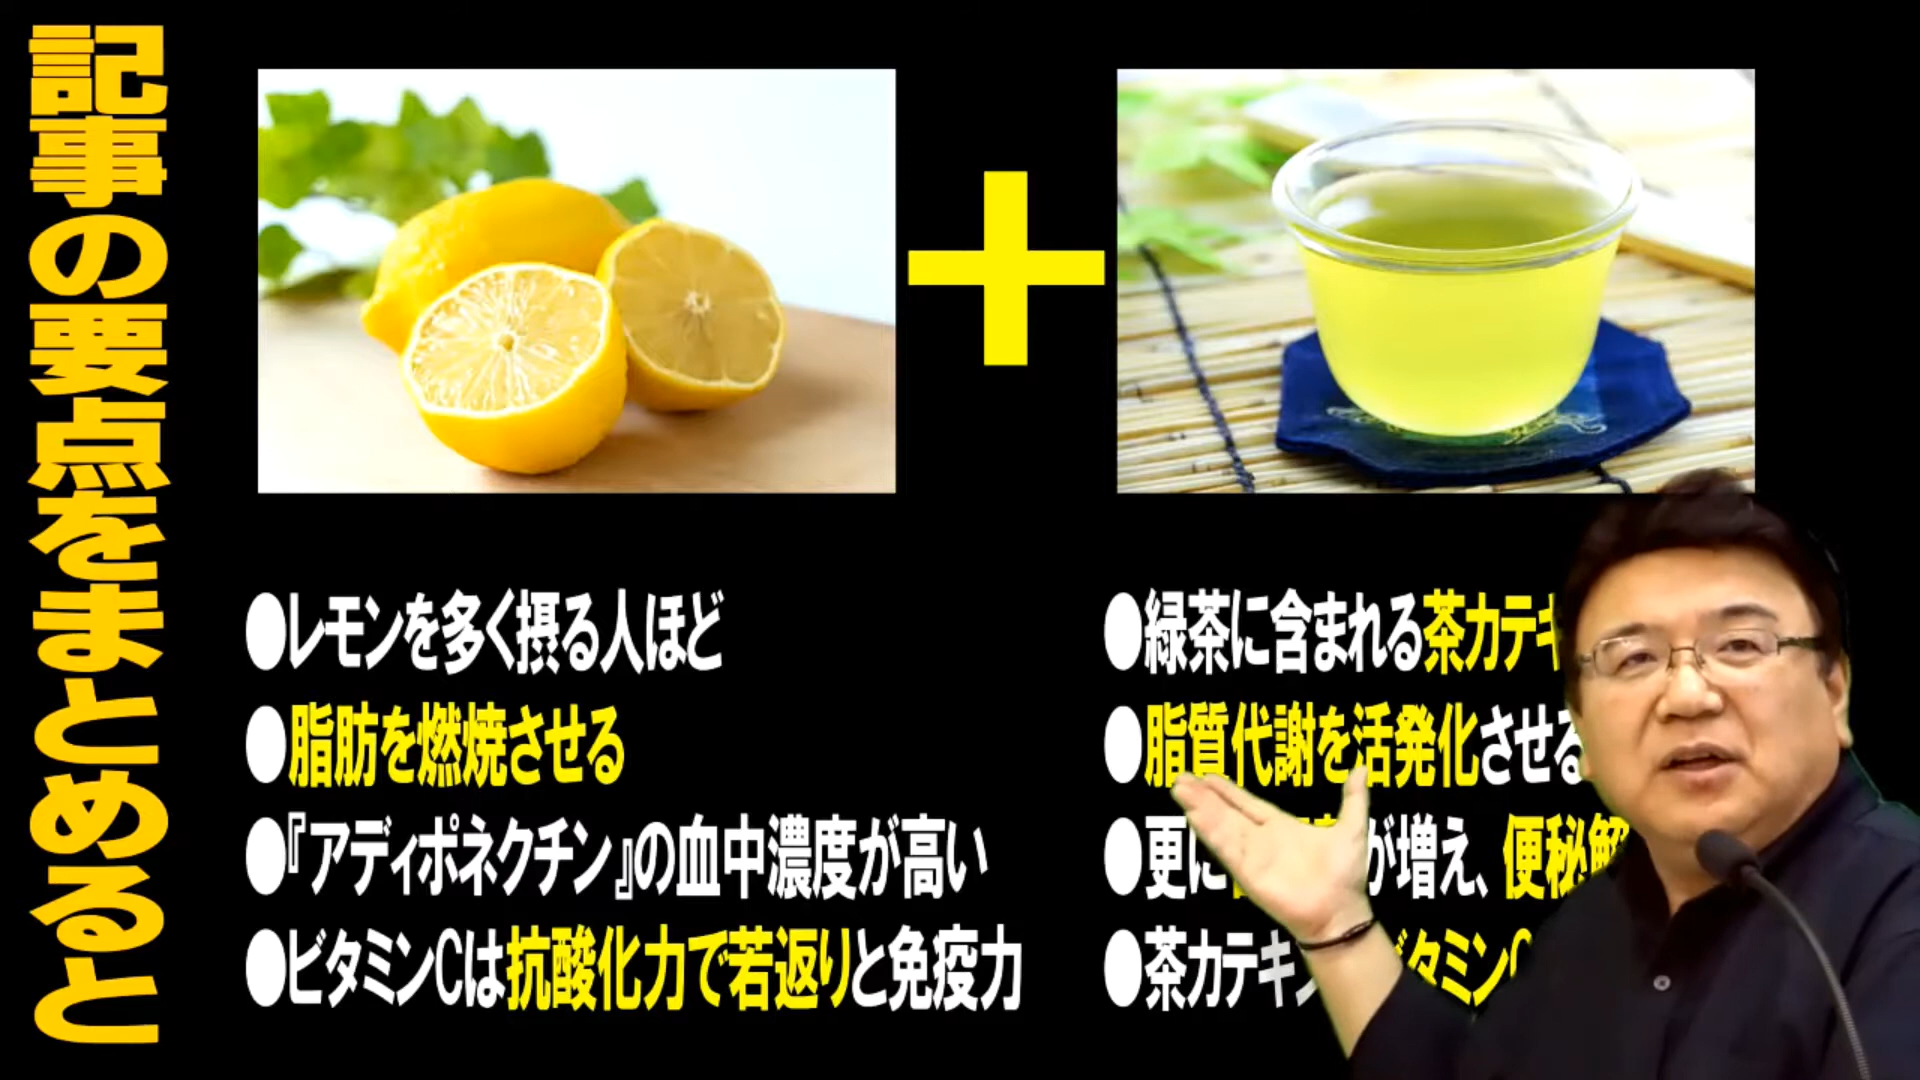 記事の要点をまとめると
●レモンを多く摂る人ほど
●脂肪を燃焼させる
●『アディポネクチン』の血中濃度が高い
●ビタミンCは抗酸化力で若返りと免疫力
●緑茶に含まれる茶カテキ
●脂質代謝を活発化させる
●更に が増え、便秘解
●茶カテキン ビタミンC